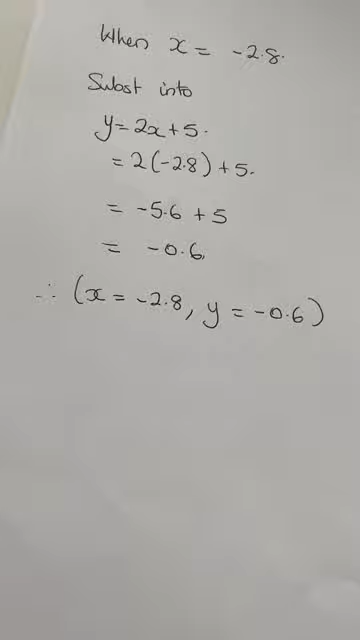 When x = -2.8.
Subst into
y = 2x + 5.
= 2(-2.8) + 5.
= -5.6 + 5
= -0.6.
∴ (x = -2.8, y = -0.6)